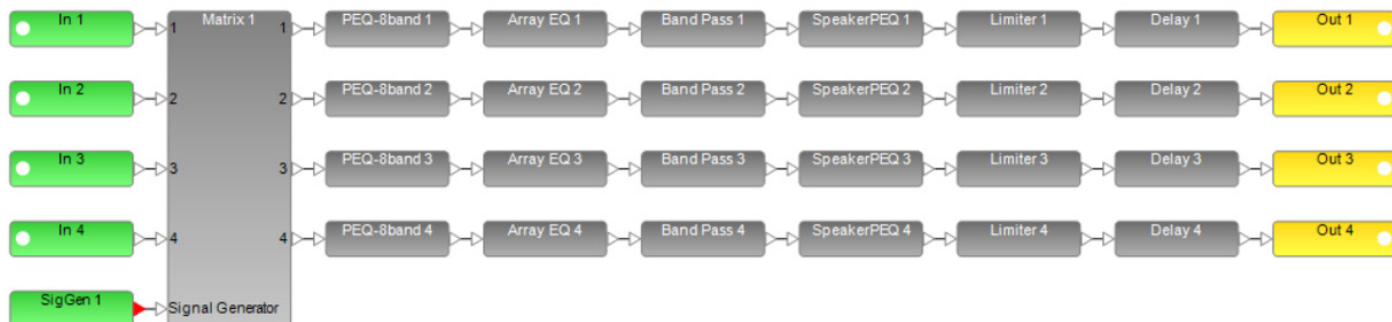 In 1 1 Matrix 1 1 PEQ-8band 1 Array EQ 1 Band Pass 1 SpeakerPEQ 1 Limiter 1 Delay 1 Out 1
In 2 2 2 PEQ-8band 2 Array EQ 2 Band Pass 2 SpeakerPEQ 2 Limiter 2 Delay 2 Out 2
In 3 3 3 PEQ-8band 3 Array EQ 3 Band Pass 3 SpeakerPEQ 3 Limiter 3 Delay 3 Out 3
In 4 4 4 PEQ-8band 4 Array EQ 4 Band Pass 4 SpeakerPEQ 4 Limiter 4 Delay 4 Out 4
SigGen 1 Signal Generator